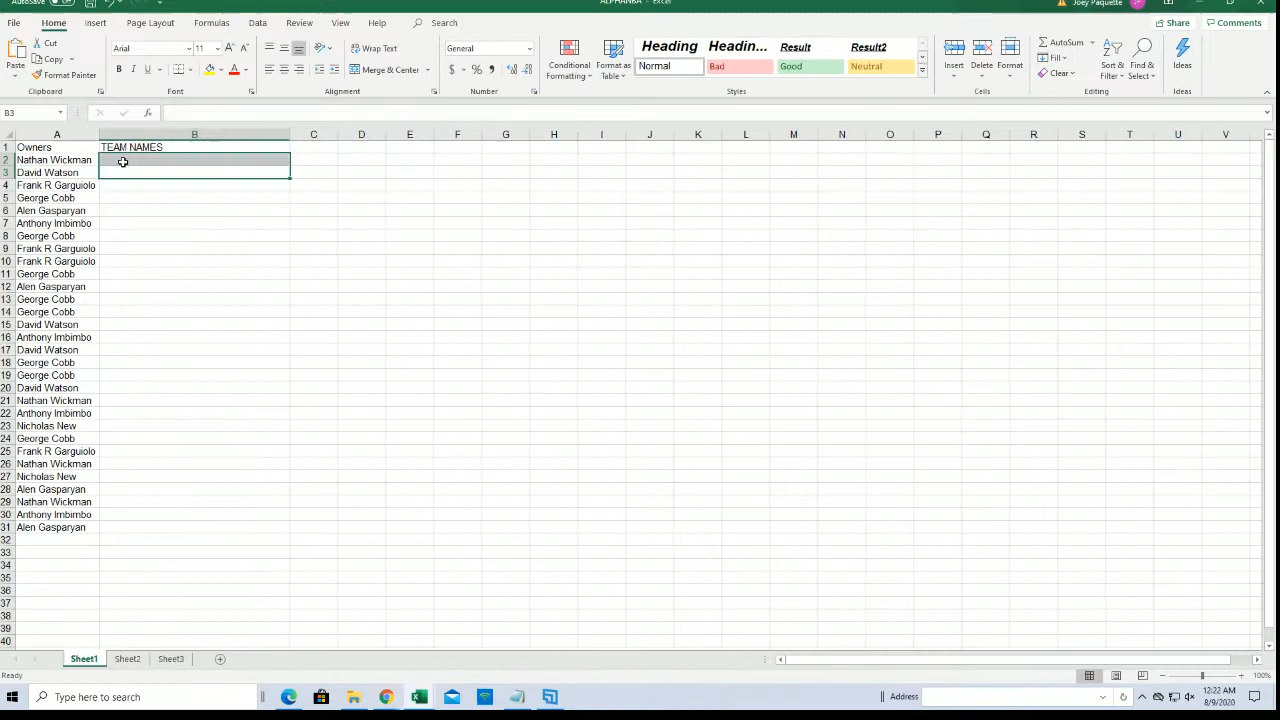 AutoSave Off ALPHANBA - Excel Joey Paquette JP
File Home Insert Page Layout Formulas Data Review View Help Search Share Comments
Paste Cut Copy Format Painter Clipboard
Arial 11 B I U A Font
Wrap Text Merge & Center Alignment
General $ % Number
Conditional Formatting Format as Table
Heading Headin... Result Result2
Normal Bad Good Neutral
Styles
Insert Delete Format Cells
AutoSum Fill Clear Sort & Filter Find & Select Editing
Ideas Ideas
B3 fx
A B C D E F G H I J K L M N O P Q R S T U V
1 Owners TEAM NAMES
2 Nathan Wickman
3 David Watson
4 Frank R Garguiolo
5 George Cobb
6 Alen Gasparyan
7 Anthony Imbimbo
8 George Cobb
9 Frank R Garguiolo
10 Frank R Garguiolo
11 George Cobb
12 Alen Gasparyan
13 George Cobb
14 George Cobb
15 David Watson
16 Anthony Imbimbo
17 David Watson
18 George Cobb
19 George Cobb
20 David Watson
21 Nathan Wickman
22 Anthony Imbimbo
23 Nicholas New
24 George Cobb
25 Frank R Garguiolo
26 Nathan Wickman
27 Nicholas New
28 Alen Gasparyan
29 Nathan Wickman
30 Anthony Imbimbo
31 Alen Gasparyan
32
33
34
35
36
37
38
39
40
Sheet1 Sheet2 Sheet3
Ready 100%
Type here to search Address 12:22 AM
8/9/2020